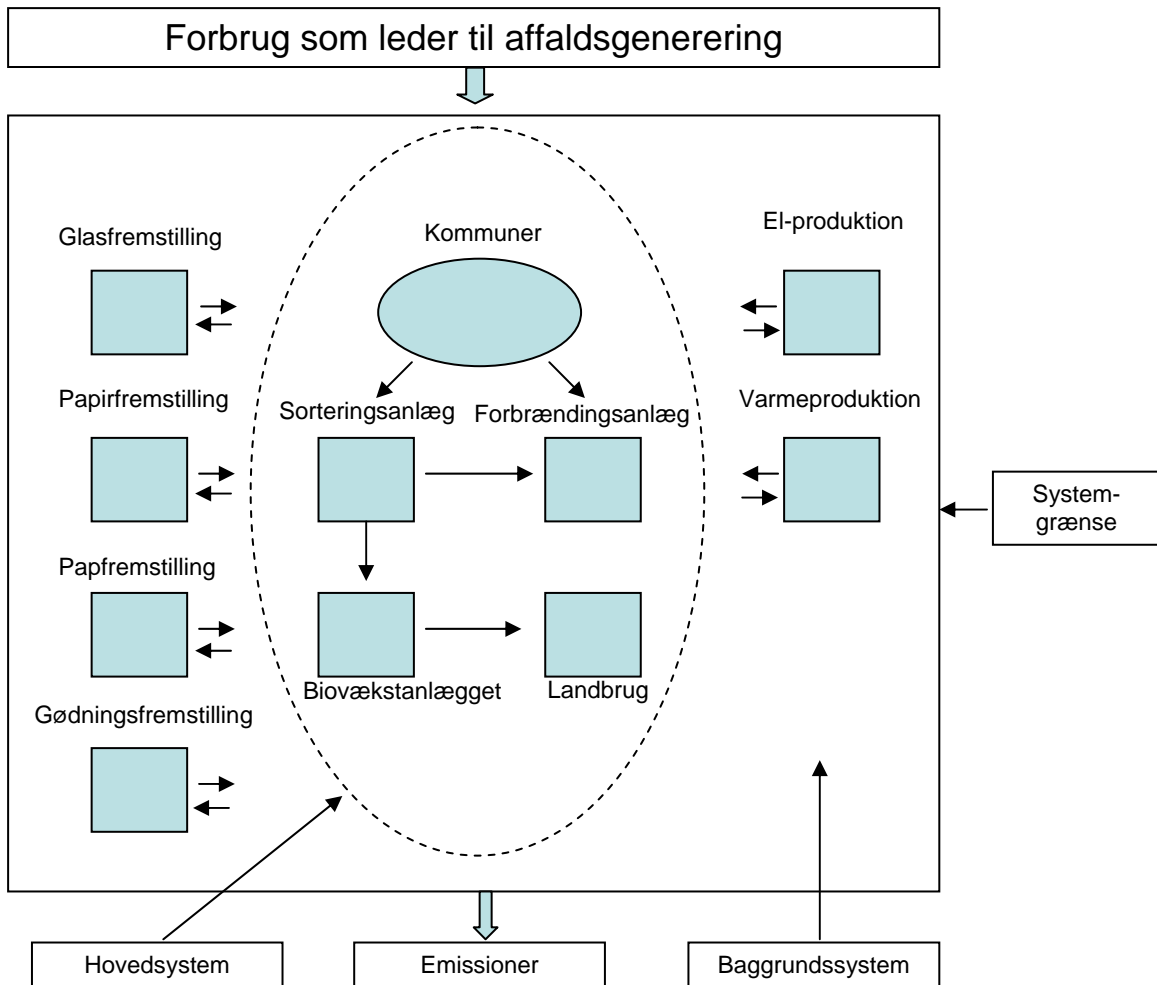 Forbrug som leder til affaldsgenerering
Glasfremstilling
Kommuner
El-produktion
Papirfremstilling
Sorteringsanlæg
Forbrændingsanlæg
Varmeproduktion
System-
grænse
Papfremstilling
Biovækstanlægget
Landbrug
Gødningsfremstilling
Hovedsystem
Emissioner
Baggrundssystem